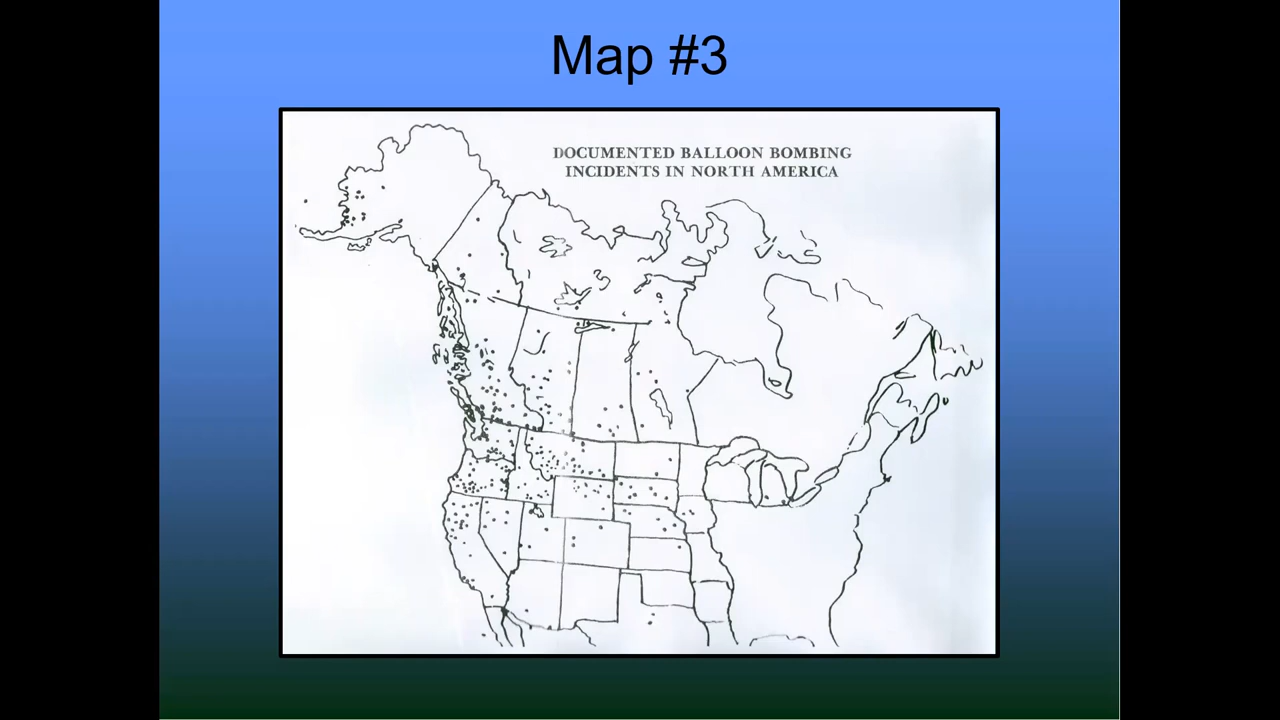 Map #3
DOCUMENTED BALLOON BOMBING
INCIDENTS IN NORTH AMERICA